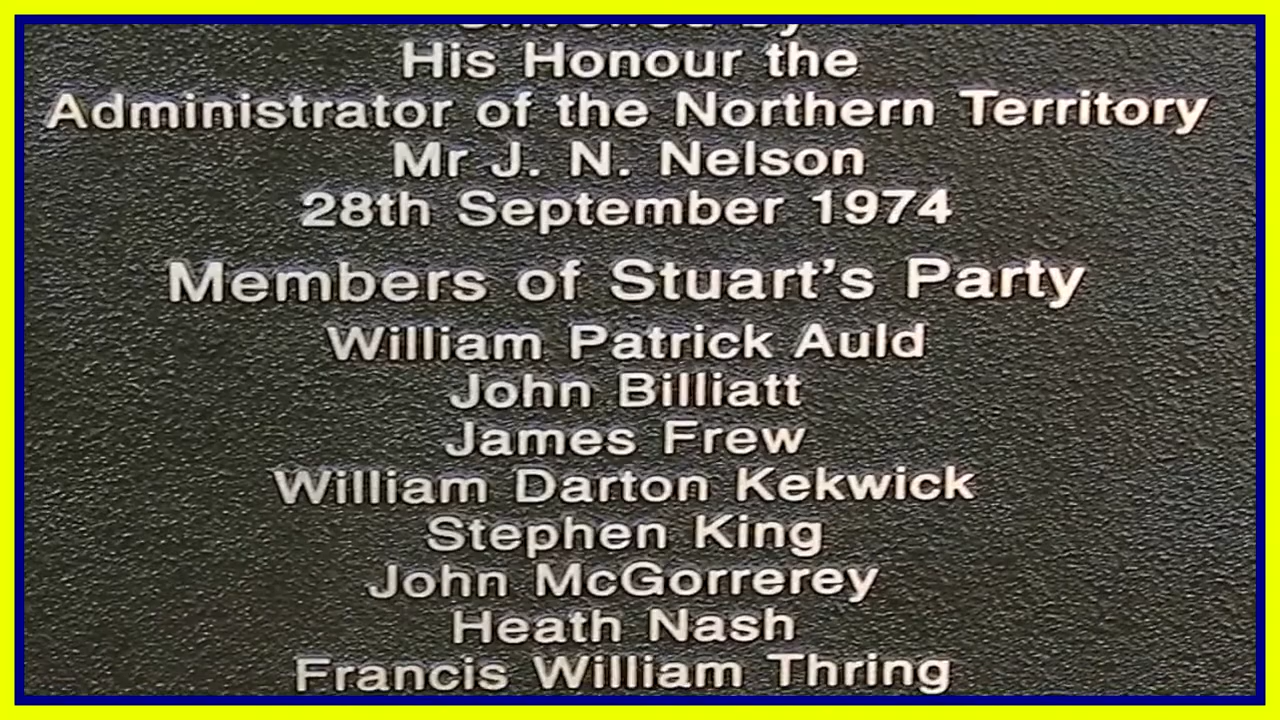 His Honour the
Administrator of the Northern Territory
Mr J. N. Nelson
28th September 1974
Members of Stuart's Party
William Patrick Auld
John Billiatt
James Frew
William Darton Kekwick
Stephen King
John McGorrerey
Heath Nash
Francis William Thring